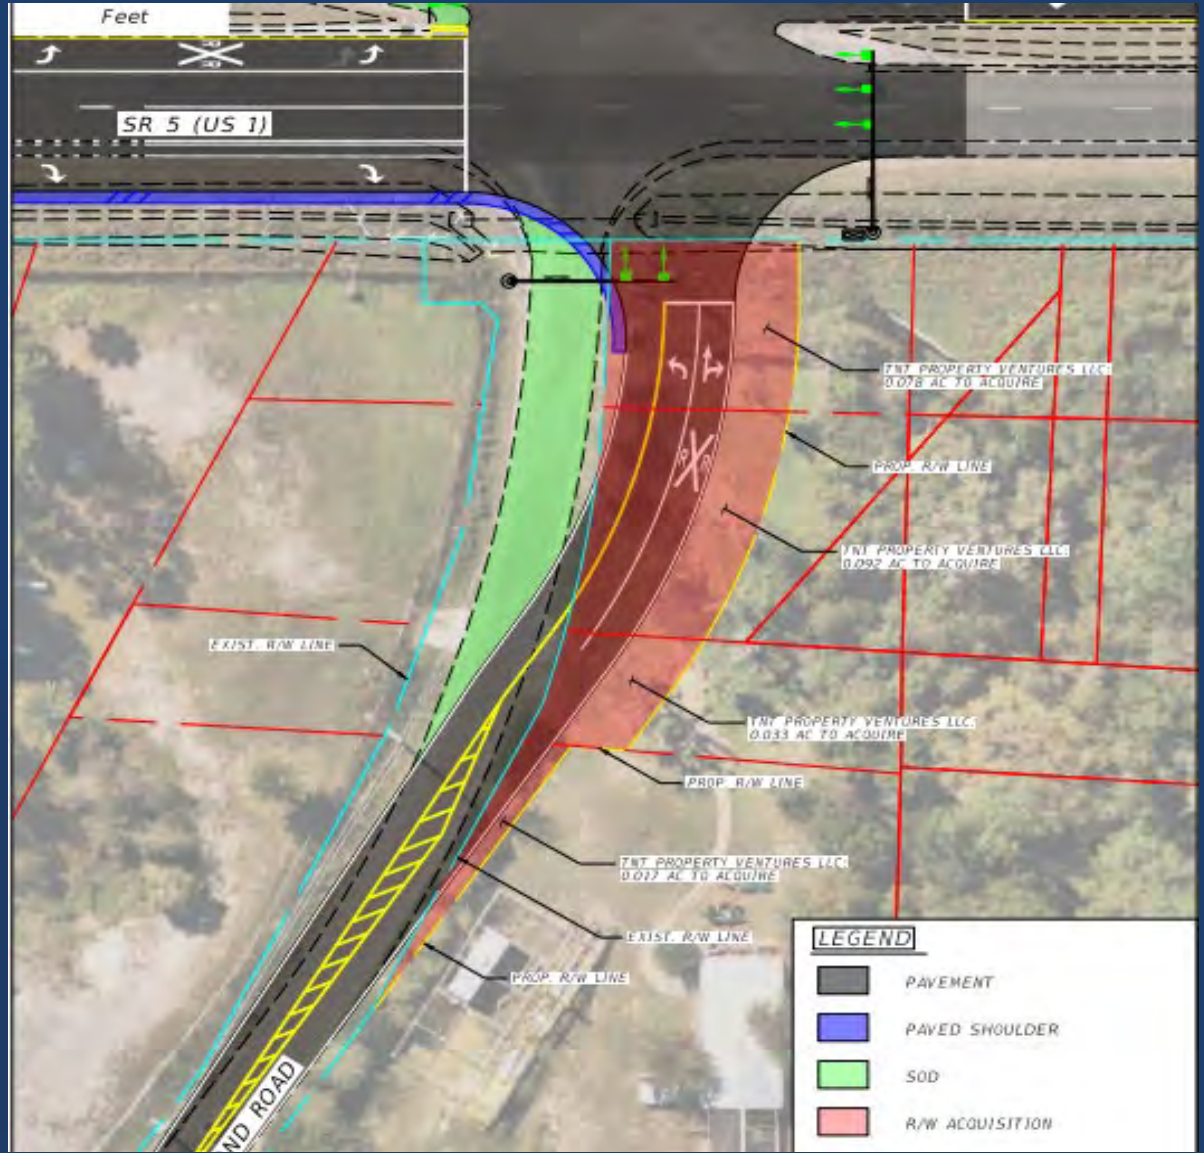 Feet
SR 5 (US 1)
TNT PROPERTY VENTURES LLC:
0.078 AC TO ACQUIRE
PROP. R/W LINE
TNT PROPERTY VENTURES LLC:
0.092 AC TO ACQUIRE
EXIST. R/W LINE
TNT PROPERTY VENTURES LLC:
0.033 AC TO ACQUIRE
PROP. R/W LINE
TNT PROPERTY VENTURES LLC:
0.017 AC TO ACQUIRE
EXIST. R/W LINE
PROP. R/W LINE
ND ROAD
LEGEND
PAVEMENT
PAVED SHOULDER
SOD
R/W ACQUISITION